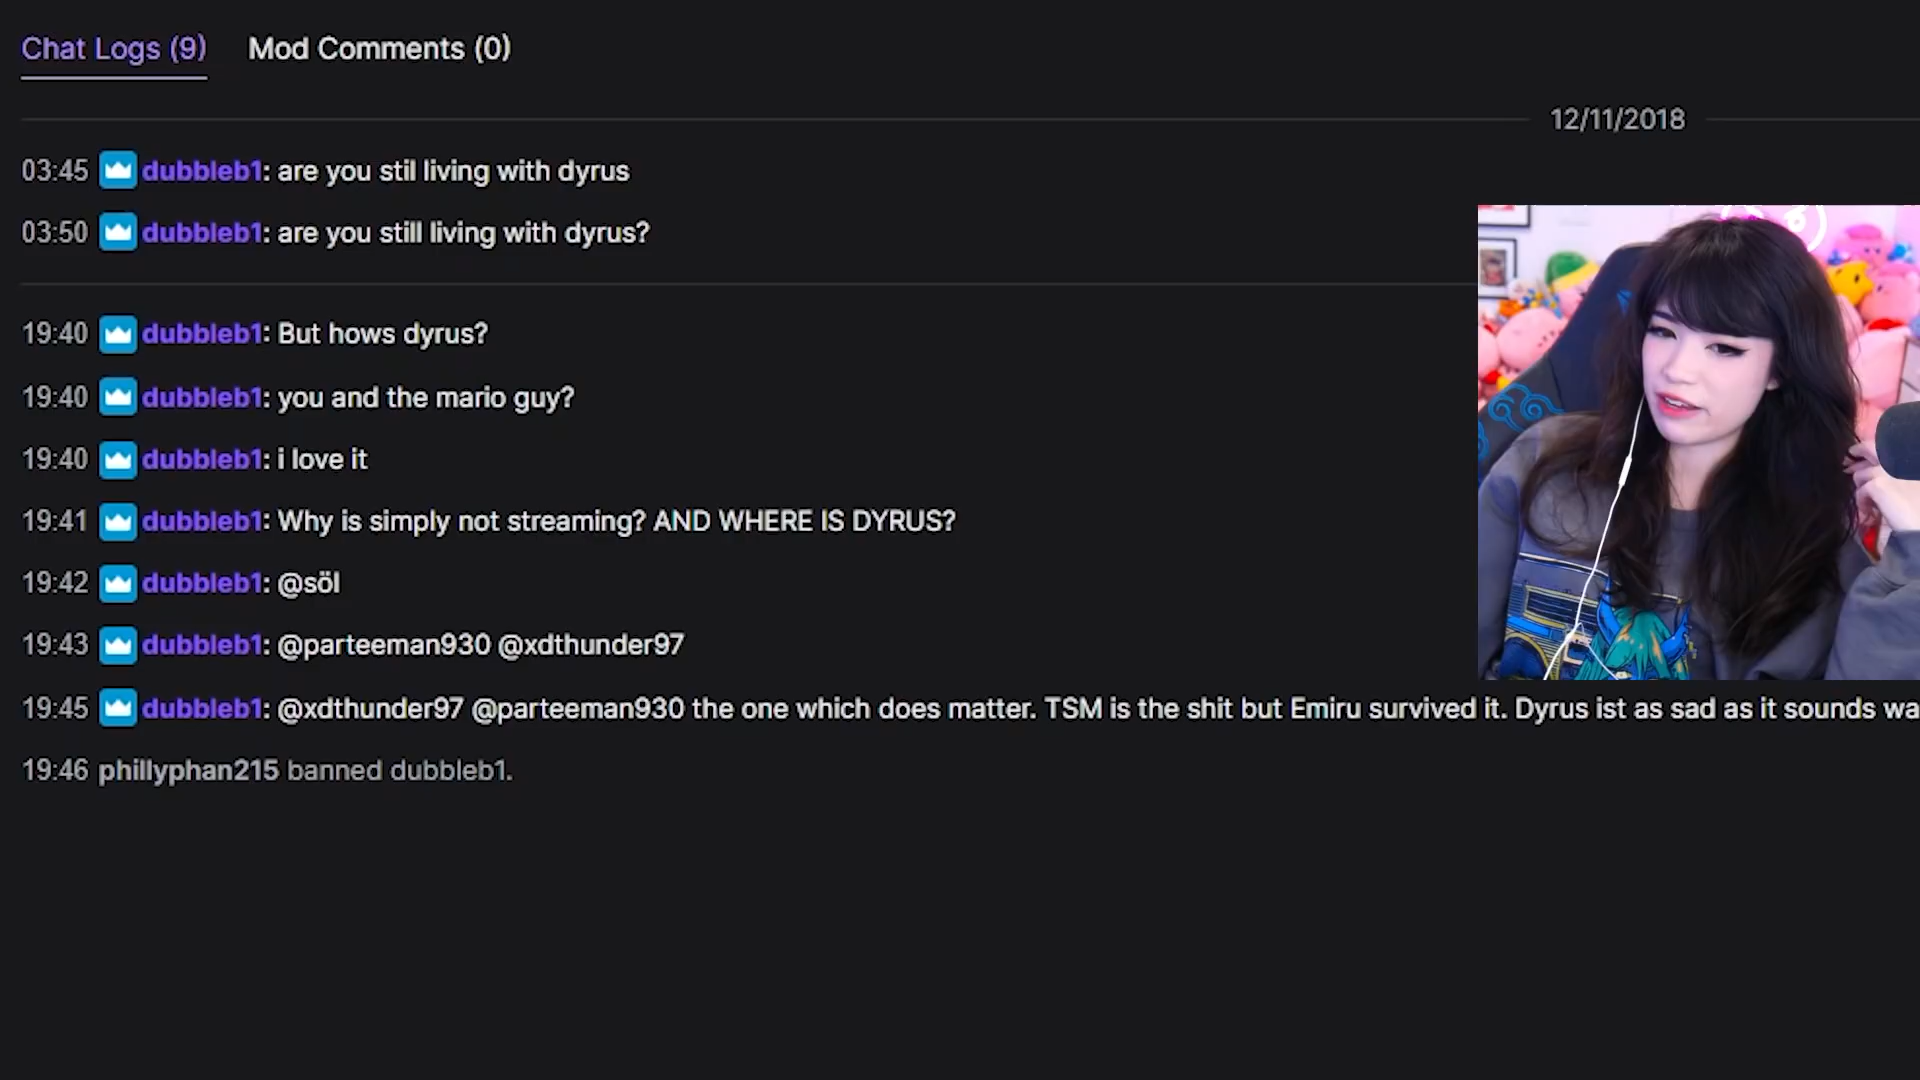 Chat Logs (9) Mod Comments (0)
12/11/2018
03:45 dubbleb1: are you stil living with dyrus
03:50 dubbleb1: are you still living with dyrus?
19:40 dubbleb1: But hows dyrus?
19:40 dubbleb1: you and the mario guy?
19:40 dubbleb1: i love it
19:41 dubbleb1: Why is simply not streaming? AND WHERE IS DYRUS?
19:42 dubbleb1: @söl
19:43 dubbleb1: @parteeman930 @xdthunder97
19:45 dubbleb1: @xdthunder97 @parteeman930 the one which does matter. TSM is the shit but Emiru survived it. Dyrus ist as sad as it sounds wa
19:46 phillyphan215 banned dubbleb1.